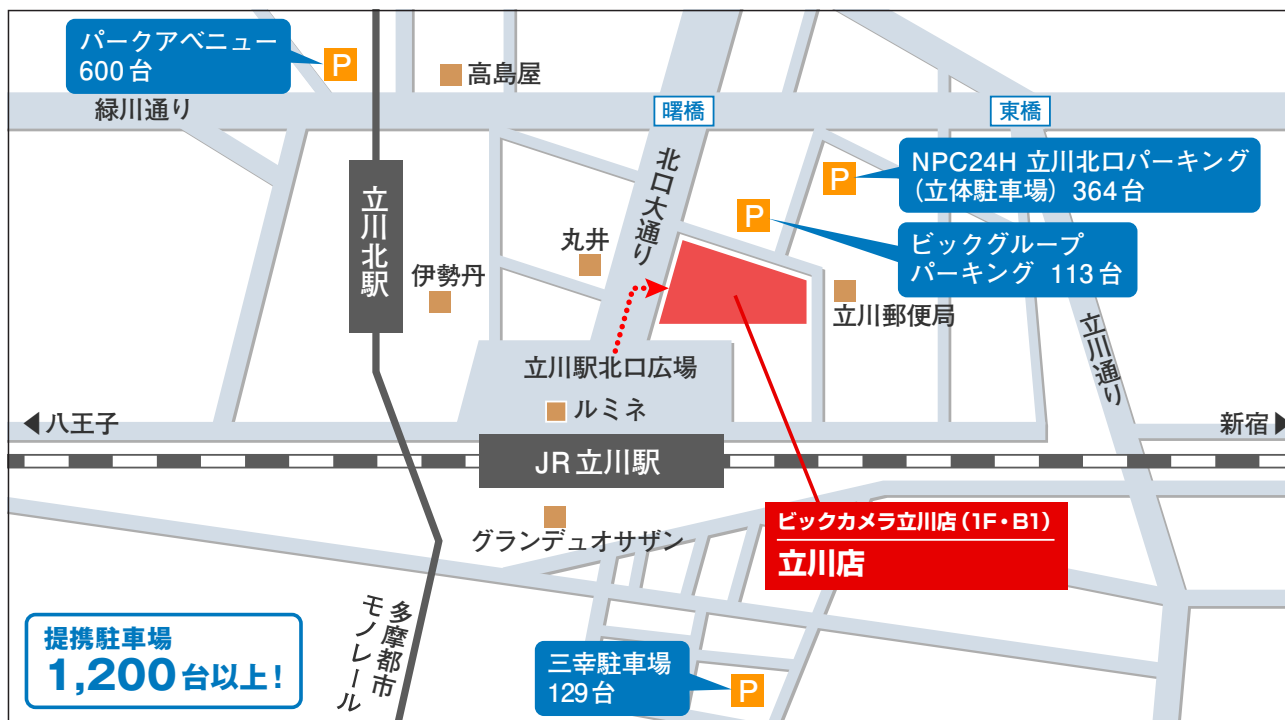 パークアベニュー
600台
P
高島屋
緑川通り
曙橋
東橋
北口大通り
P
NPC24H 立川北口パーキング
(立体駐車場) 364台
P
ビックグループ
パーキング 113台
立川北駅
丸井
伊勢丹
立川郵便局
立川通り
立川駅北口広場
ルミネ
◀八王子
新宿▶
JR立川駅
グランデュオサザン
ビックカメラ立川店(1F・B1)
立川店
多摩都市
モノレール
提携駐車場
1,200台以上!
三幸駐車場
129台
P